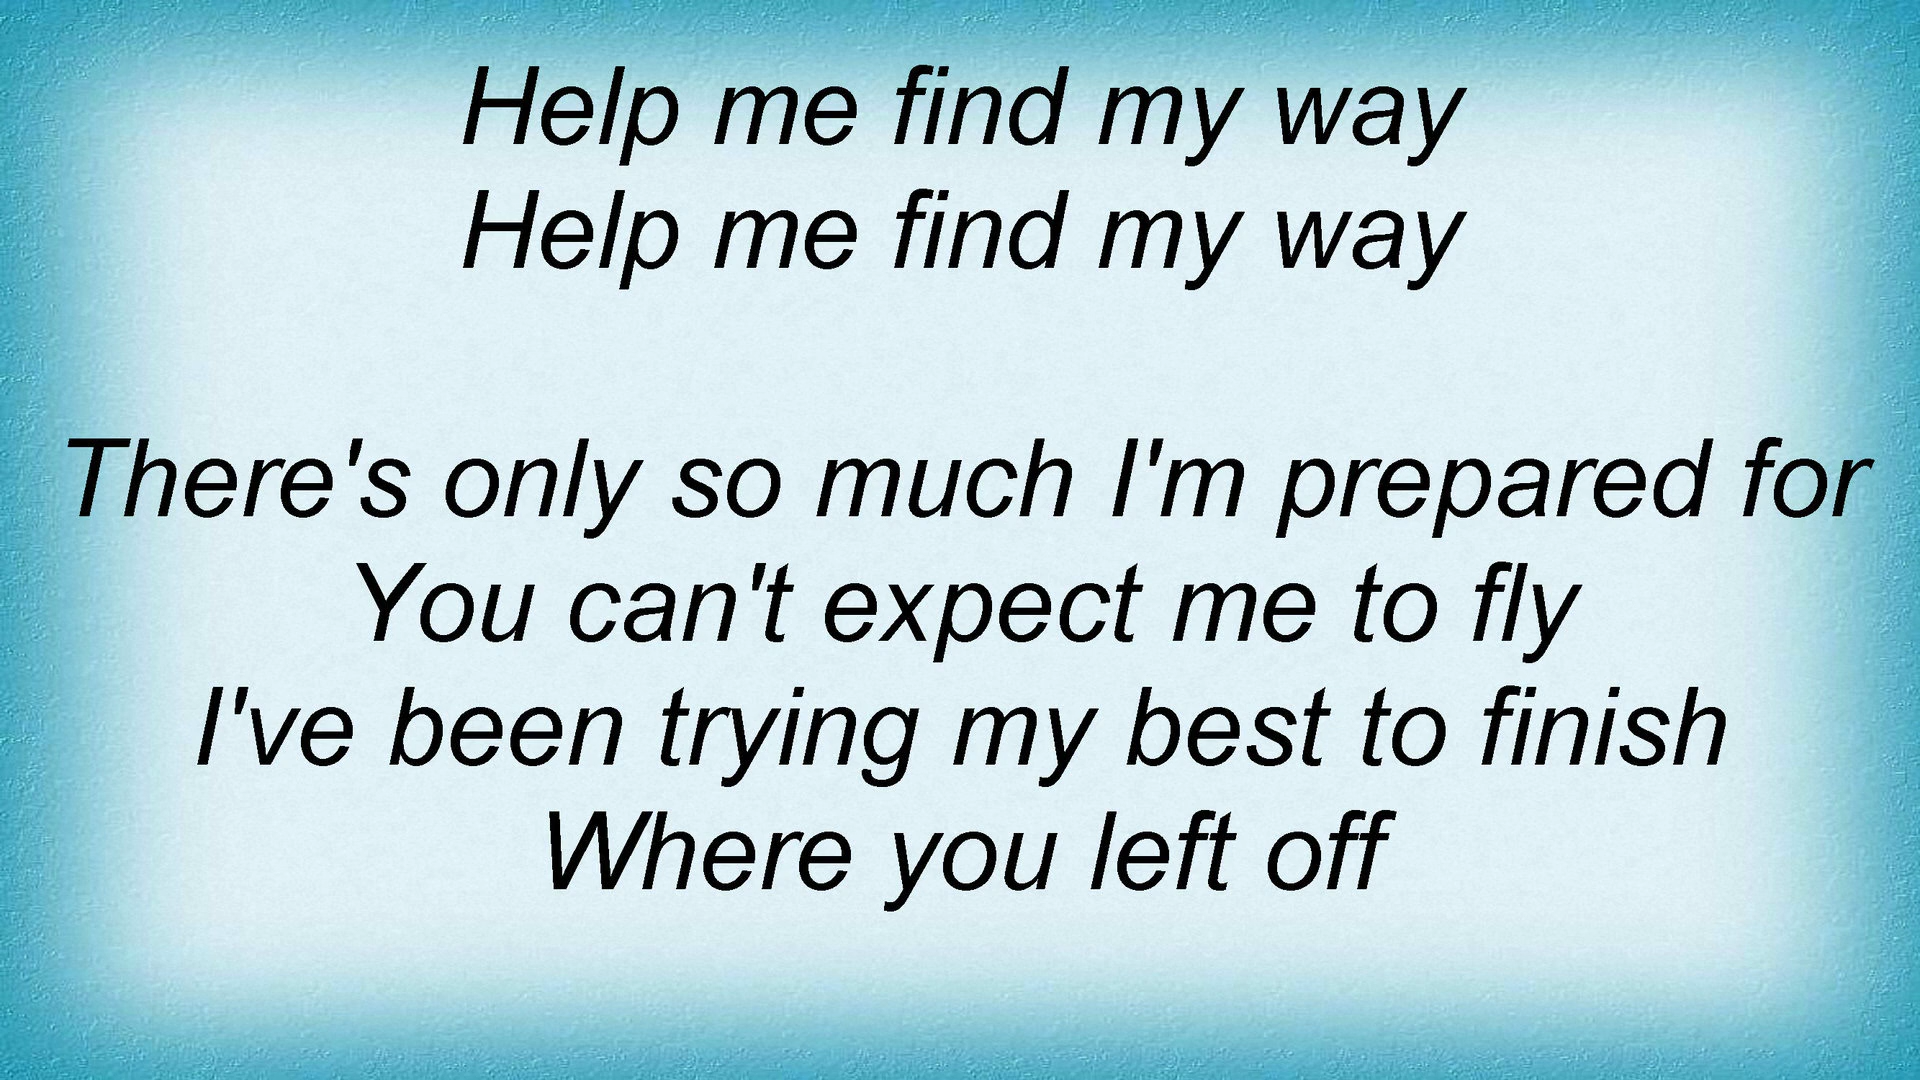 Help me find my way
Help me find my way
There's only so much I'm prepared for
You can't expect me to fly
I've been trying my best to finish
Where you left off